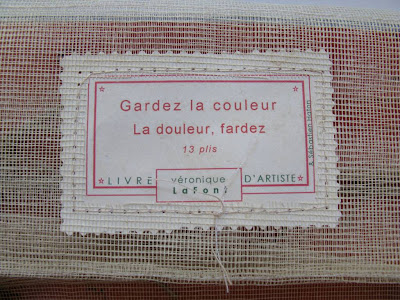 Gardez la couleur
La douleur, fardez
13 plis
LIVRE véronique D'ARTISTE
Lafont